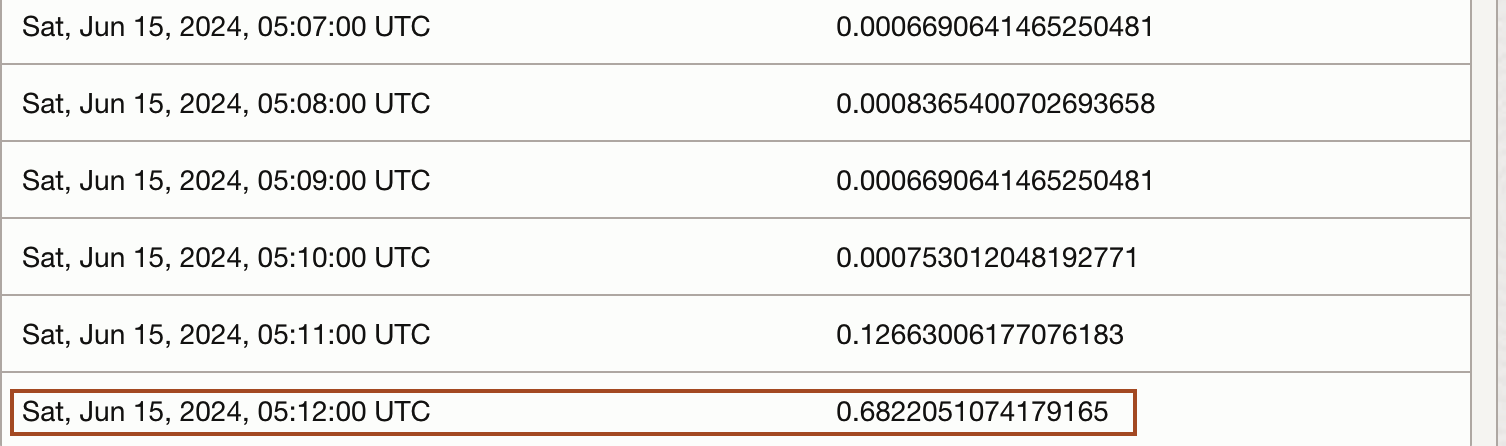 Sat, Jun 15, 2024, 05:07:00 UTC 0.0006690641465250481
Sat, Jun 15, 2024, 05:08:00 UTC 0.0008365400702693658
Sat, Jun 15, 2024, 05:09:00 UTC 0.0006690641465250481
Sat, Jun 15, 2024, 05:10:00 UTC 0.000753012048192771
Sat, Jun 15, 2024, 05:11:00 UTC 0.12663006177076183
Sat, Jun 15, 2024, 05:12:00 UTC 0.6822051074179165